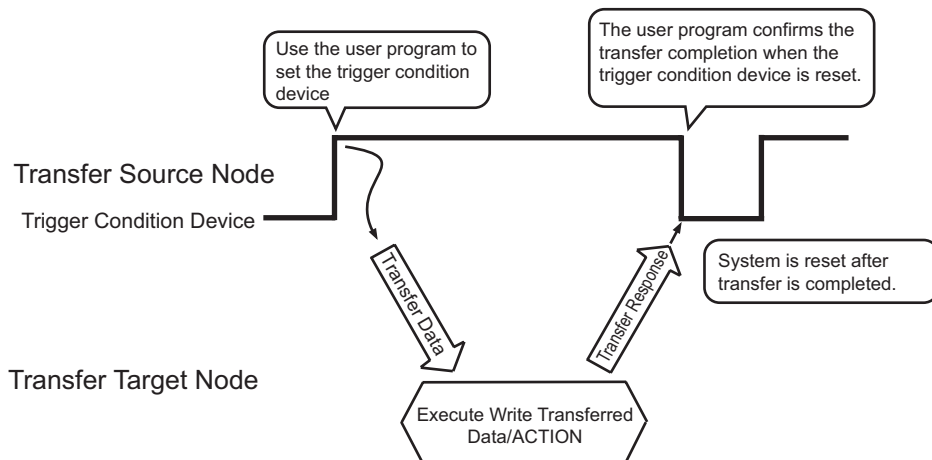 Use the user program to
set the trigger condition
device
The user program confirms the
transfer completion when the
trigger condition device is reset.
Transfer Source Node
Trigger Condition Device
Transfer Data
Transfer Response
System is reset after
transfer is completed.
Transfer Target Node
Execute Write Transferred
Data/ACTION